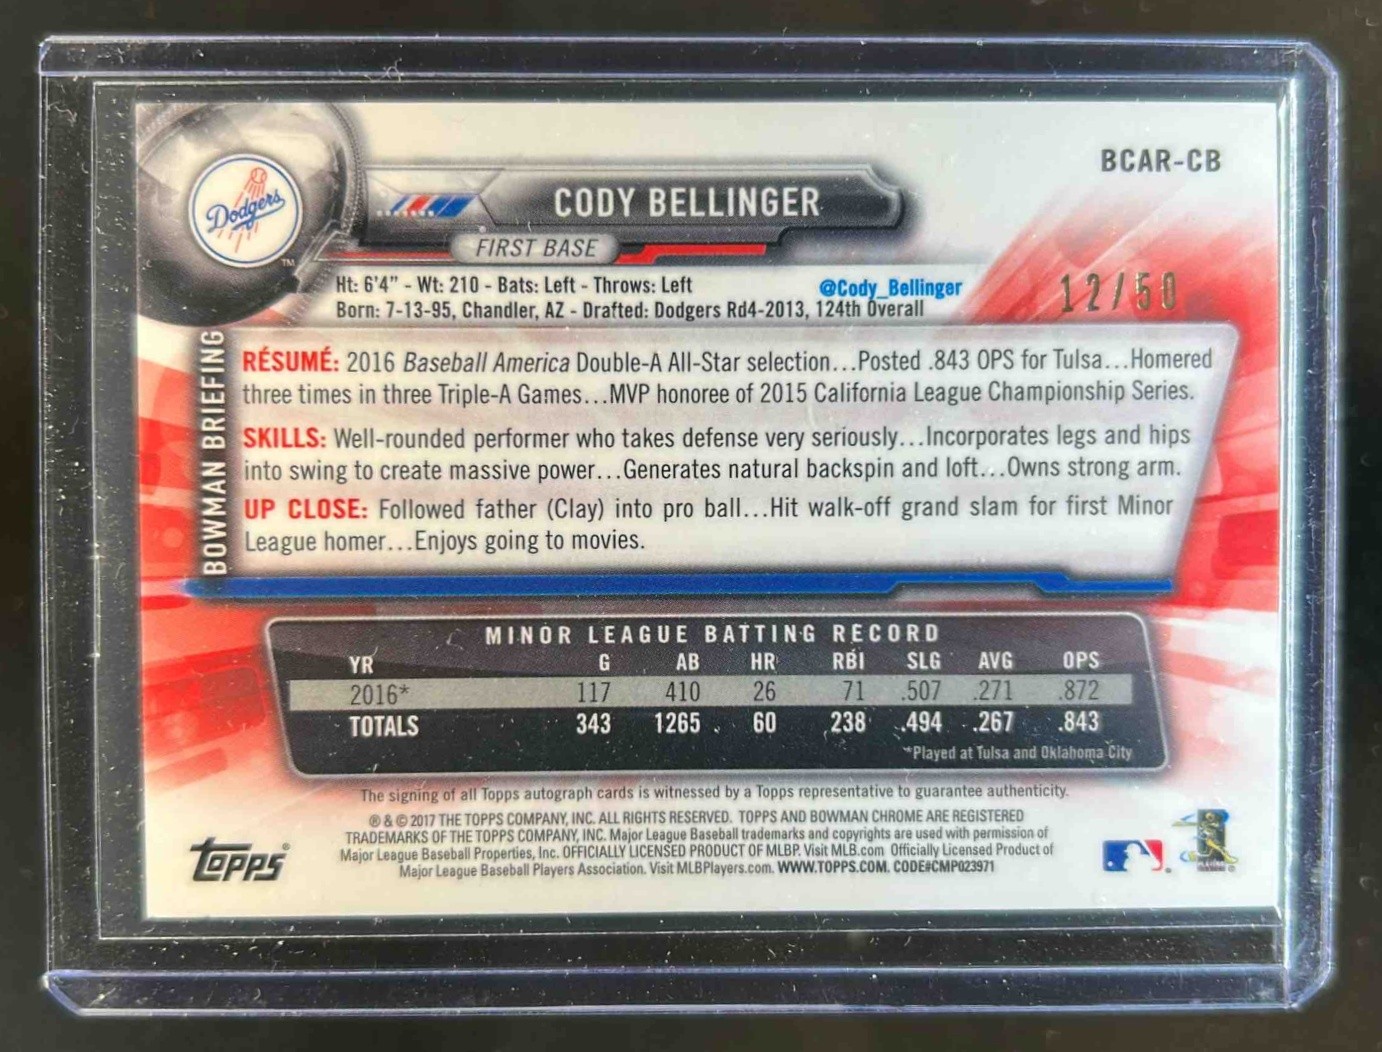 BCAR-CB
Dodgers
TM
CODY BELLINGER
FIRST BASE
Ht: 6'4" - Wt: 210 - Bats: Left - Throws: Left
@Cody_Bellinger
Born: 7-13-95, Chandler, AZ - Drafted: Dodgers Rd4-2013, 124th Overall
12/50
BOWMAN BRIEFING
RÉSUMÉ: 2016 Baseball America Double-A All-Star selection...Posted .843 OPS for Tulsa...Homered
three times in three Triple-A Games...MVP honoree of 2015 California League Championship Series.
SKILLS: Well-rounded performer who takes defense very seriously...Incorporates legs and hips
into swing to create massive power...Generates natural backspin and loft...Owns strong arm.
UP CLOSE: Followed father (Clay) into pro ball...Hit walk-off grand slam for first Minor
League homer...Enjoys going to movies.
MINOR LEAGUE BATTING RECORD
YR G AB HR RBI SLG AVG OPS
2016* 117 410 26 71 .507 .271 .872
TOTALS 343 1265 60 238 .494 .267 .843
*Played at Tulsa and Oklahoma City
The signing of all Topps autograph cards is witnessed by a Topps representative to guarantee authenticity.
® & © 2017 THE TOPPS COMPANY, INC. ALL RIGHTS RESERVED. TOPPS AND BOWMAN CHROME ARE REGISTERED
TRADEMARKS OF THE TOPPS COMPANY, INC. Major League Baseball trademarks and copyrights are used with permission of
Major League Baseball Properties, Inc. OFFICIALLY LICENSED PRODUCT OF MLBP. Visit MLB.com Officially Licensed Product of
Major League Baseball Players Association. Visit MLBPlayers.com. WWW.TOPPS.COM. CODE#CMP023971
TOPPS®